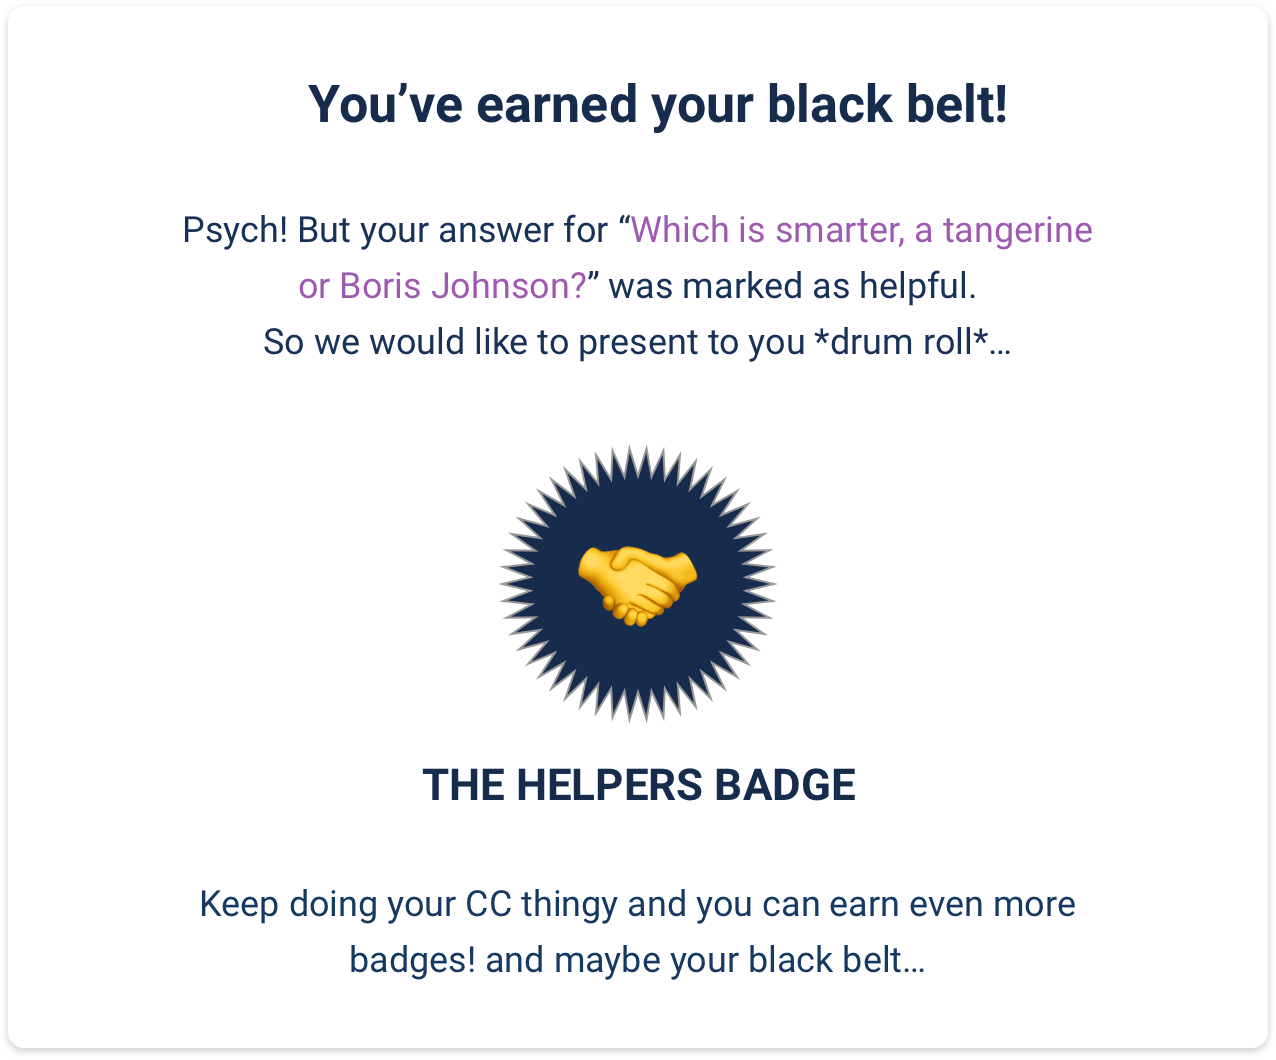 You’ve earned your black belt!
Psych! But your answer for “Which is smarter, a tangerine
or Boris Johnson?” was marked as helpful.
So we would like to present to you *drum roll*…
THE HELPERS BADGE
Keep doing your CC thingy and you can earn even more
badges! and maybe your black belt…